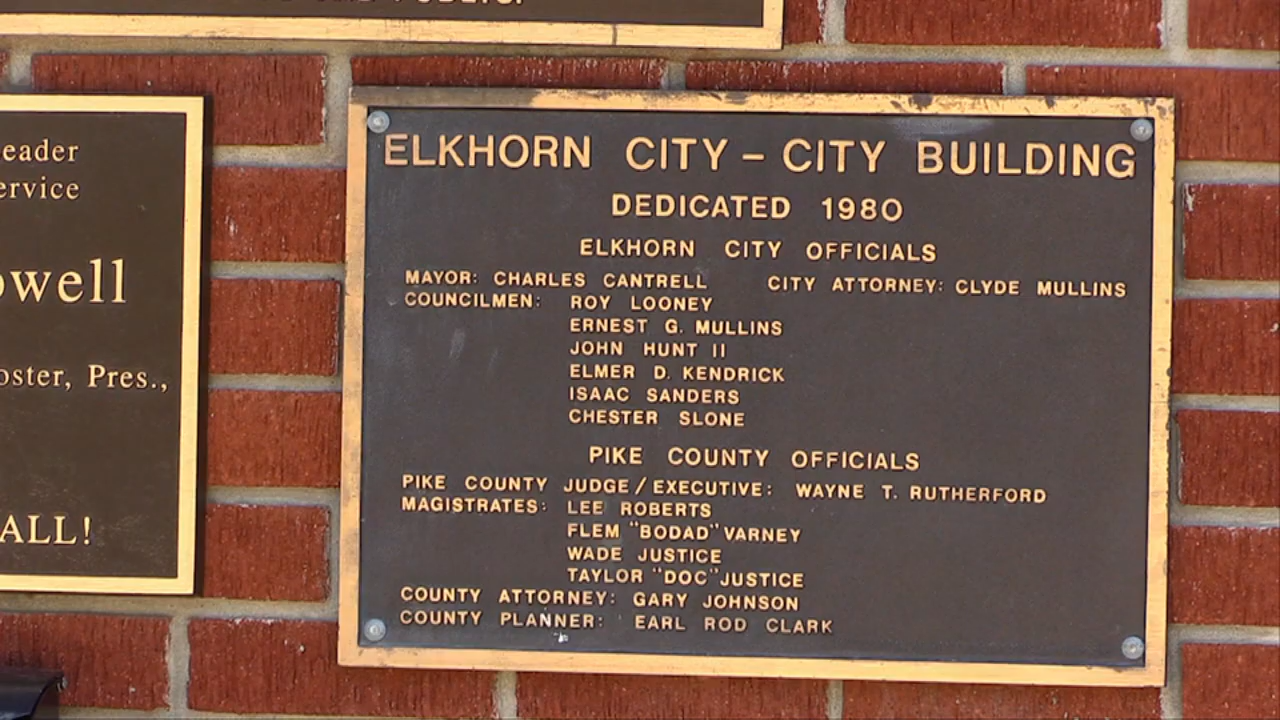 eader
ervice
owell
oster, Pres.,
ALL!
ELKHORN CITY – CITY BUILDING
DEDICATED 1980
ELKHORN CITY OFFICIALS
MAYOR: CHARLES CANTRELL CITY ATTORNEY: CLYDE MULLINS
COUNCILMEN: ROY LOONEY
ERNEST G. MULLINS
JOHN HUNT II
ELMER D. KENDRICK
ISAAC SANDERS
CHESTER SLONE
PIKE COUNTY OFFICIALS
PIKE COUNTY JUDGE / EXECUTIVE: WAYNE T. RUTHERFORD
MAGISTRATES: LEE ROBERTS
FLEM "BODAD" VARNEY
WADE JUSTICE
TAYLOR "DOC" JUSTICE
COUNTY ATTORNEY: GARY JOHNSON
COUNTY PLANNER: EARL ROD CLARK